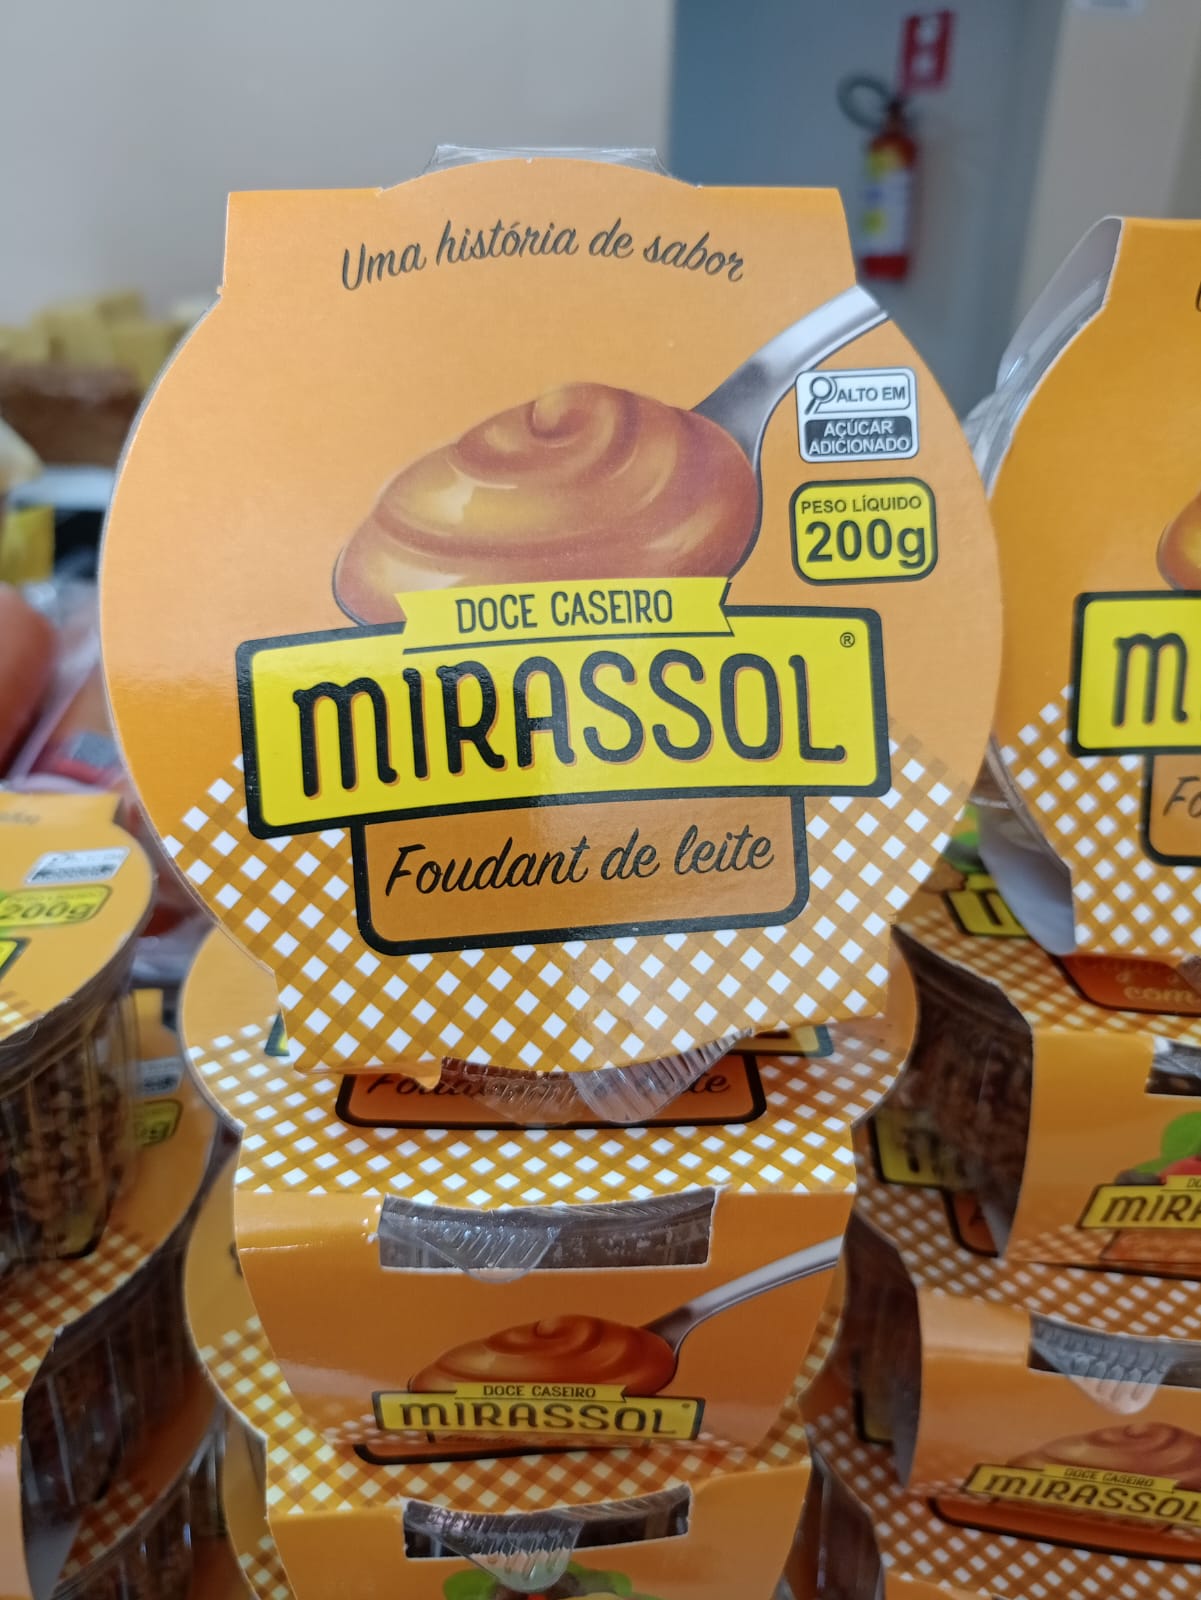 Uma história de sabor
ALTO EM
AÇÚCAR
ADICIONADO
PESO LÍQUIDO
200g
DOCE CASEIRO
MIRASSOL
®
Foudant de leite
200g
DOCE CASEIRO
MIRASSOL
DOCE CASEIRO
MIRASSOL